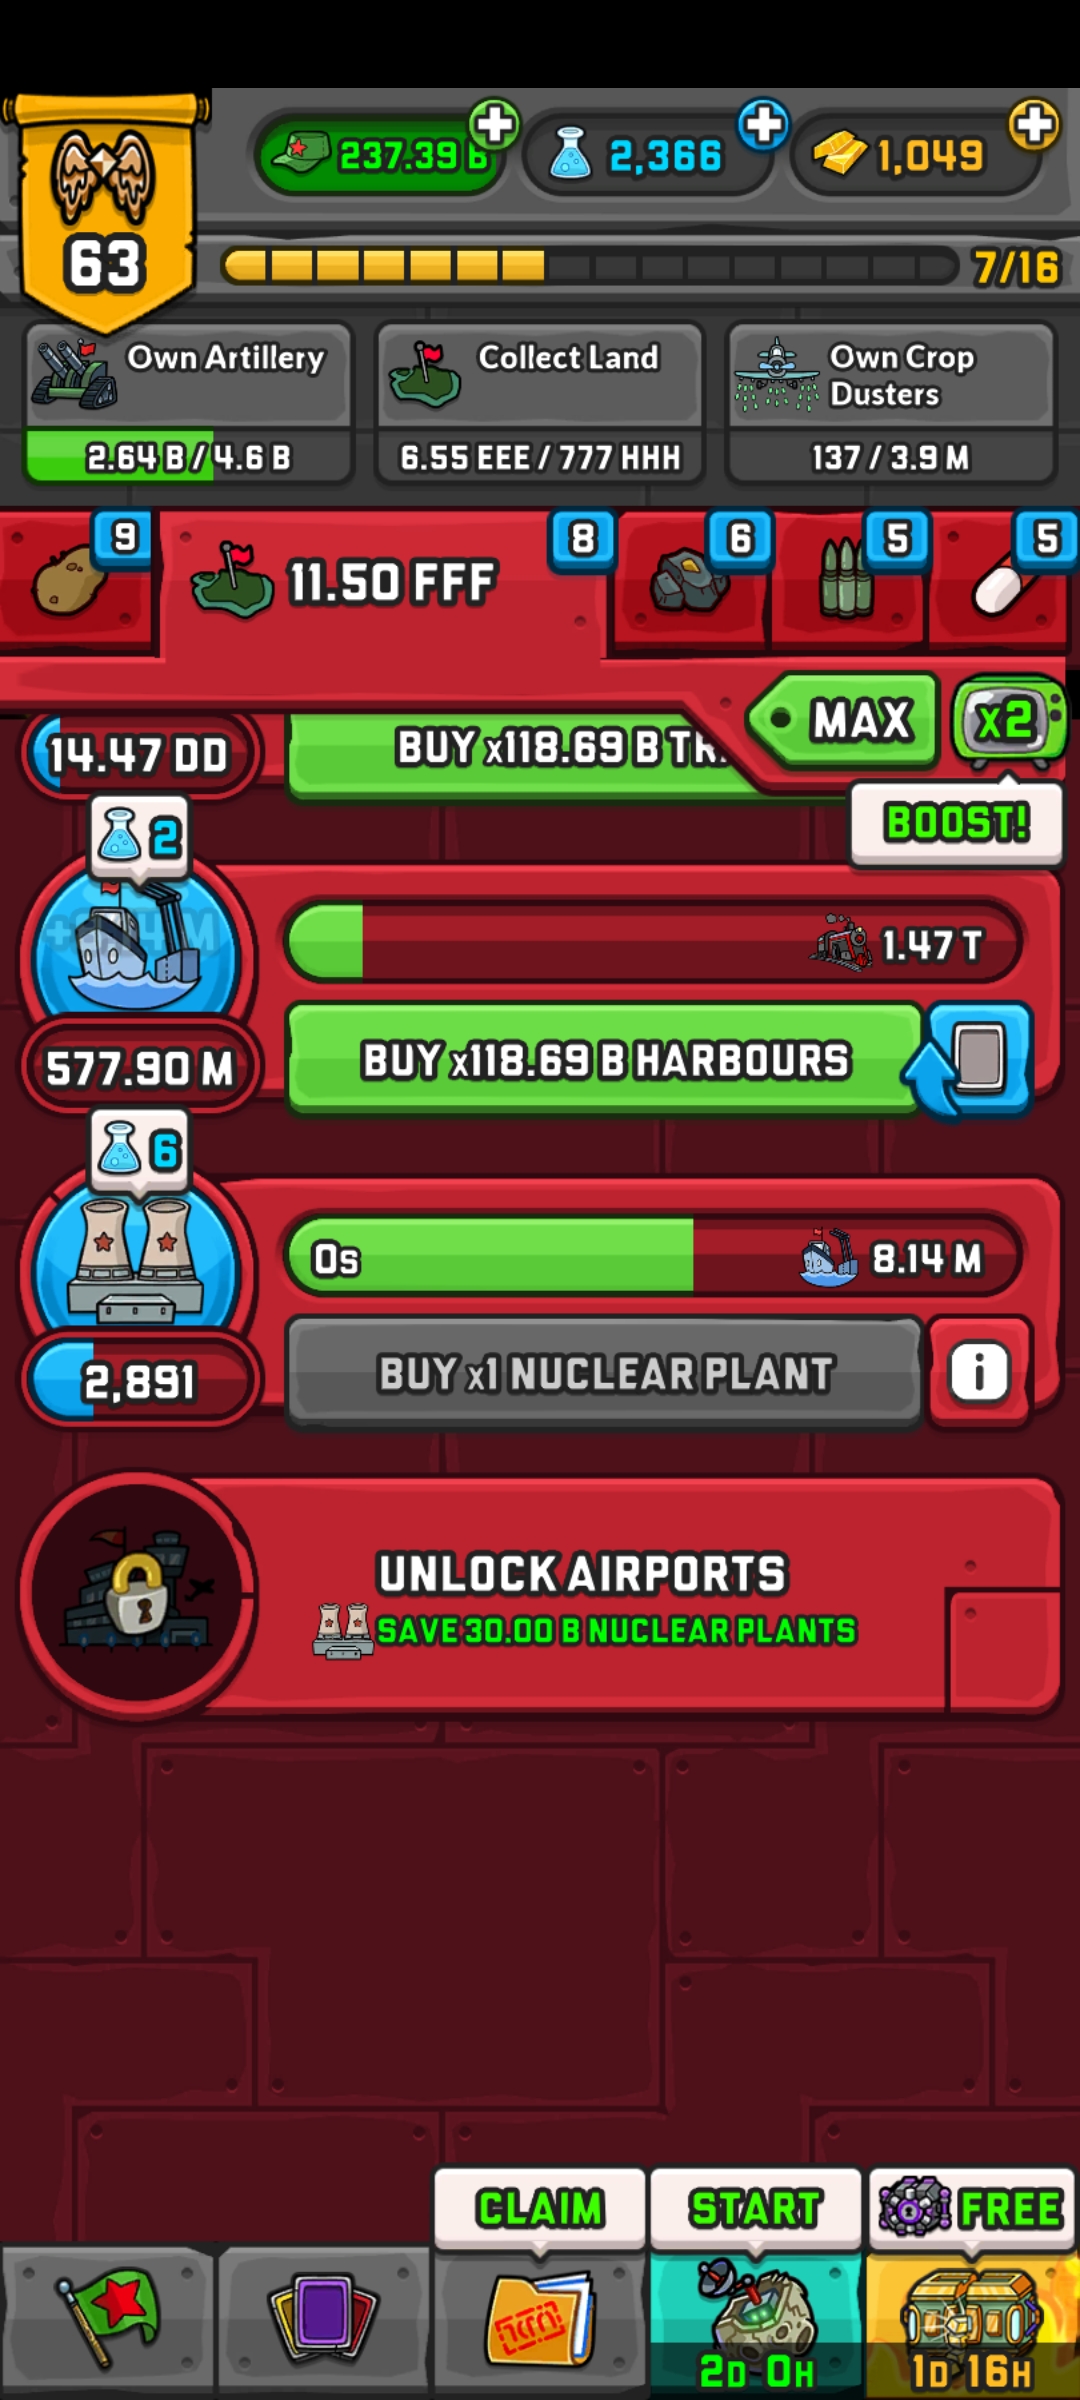 237.39 B
2,366
1,049
63
7/16
Own Artillery
2.64 B / 4.6 B
Collect Land
6.55 EEE / 777 HHH
Own Crop
Dusters
137 / 3.9 M
9
11.50 FFF
8
6
5
5
MAX
x2
14.47 DD
BUY x118.69 B TR
BOOST!
2
1.47 T
577.90 M
BUY x118.69 B HARBOURS
6
0s
8.14 M
2,891
BUY x1 NUCLEAR PLANT
i
UNLOCK AIRPORTS
SAVE 30.00 B NUCLEAR PLANTS
CLAIM
START
FREE
2D 0H
1D 16H